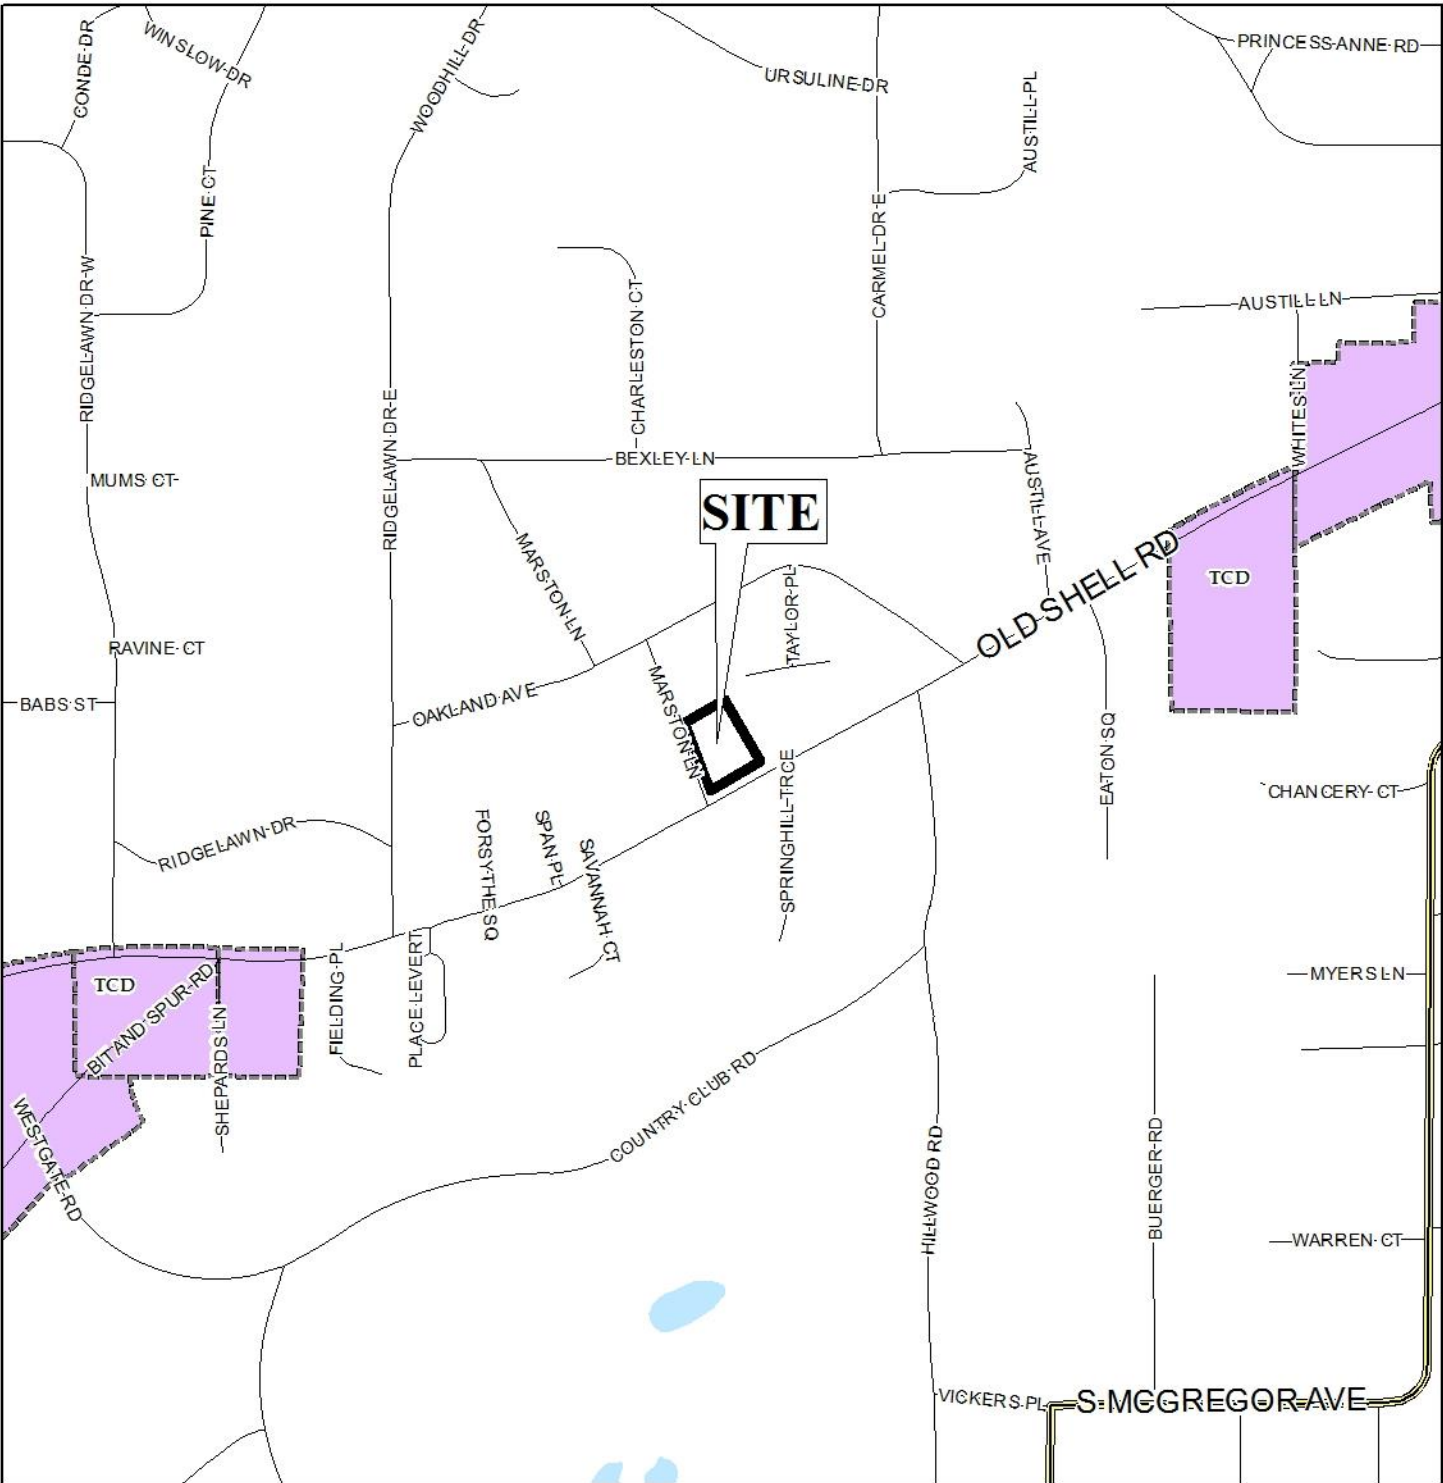 CONDE DR
WINSLOW DR
WOODHILL DR
URSULINE DR
PRINCESS ANNE RD
AUSTILL PL
PINE CT
CARMEL DR E
RIDGELAWN DR W
CHARLESTON CT
AUSTILL LN
RIDGELAWN DR E
WHITES LN
BEXLEY LN
MUMS CT
SITE
AUSTILL AVE
MARSTON LN
OLD SHELL RD
TCD
TAYLOR PL
RAVINE CT
BABS ST
OAKLAND AVE
MARSTON LN
EATON SQ
SPRINGHILL TRCE
CHANCERY CT
RIDGELAWN DR
FORSYTHE SQ
SPAN PL
SAVANNAH CT
TCD
BIT AND SPUR RD
FIELDING PL
PLACE LEVERT
MYERS LN
SHEPARDS LN
WESTGATE RD
COUNTRY CLUB RD
HILLWOOD RD
BUERGER RD
WARREN CT
VICKERS PL
S MCGREGOR AVE